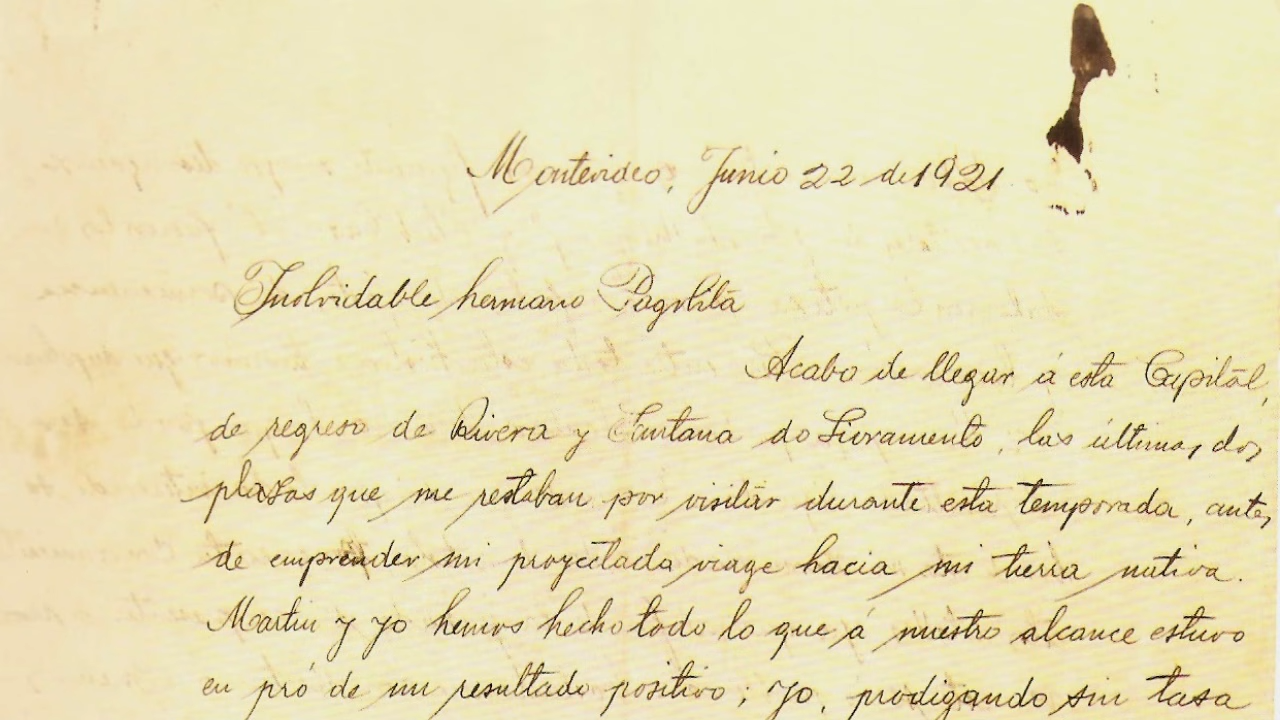 Montevideo, Junio 22 de 1921.
Inolvidable hermano Pagolita
Acabo de llegar á esta Capital,
de regreso de Rivera y Santana do Livramento, las últimas dos
plazas que me restaban por visitar durante esta temporada, antes
de emprender mi proyectada viage hacia mi tierra nativa.
Martin y yo hemos hecho todo lo que á nuestro alcance estuvo
en pró de un resultado positivo; yo, prodigando sin tasa